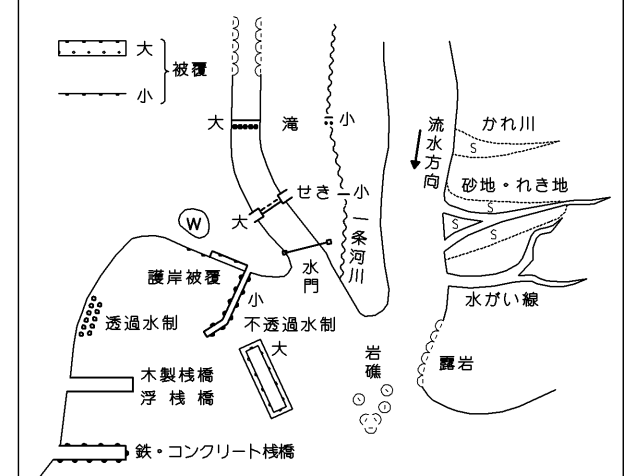 大
被覆
小
大
滝
小
流水方向
かれ川
S
砂地・れき地
せき
小
S
大
S
W
一条河川
水門
護岸被覆
小
水がい線
透過水制
不透過水制
大
岩礁
露岩
木製桟橋
浮桟橋
鉄・コンクリート桟橋